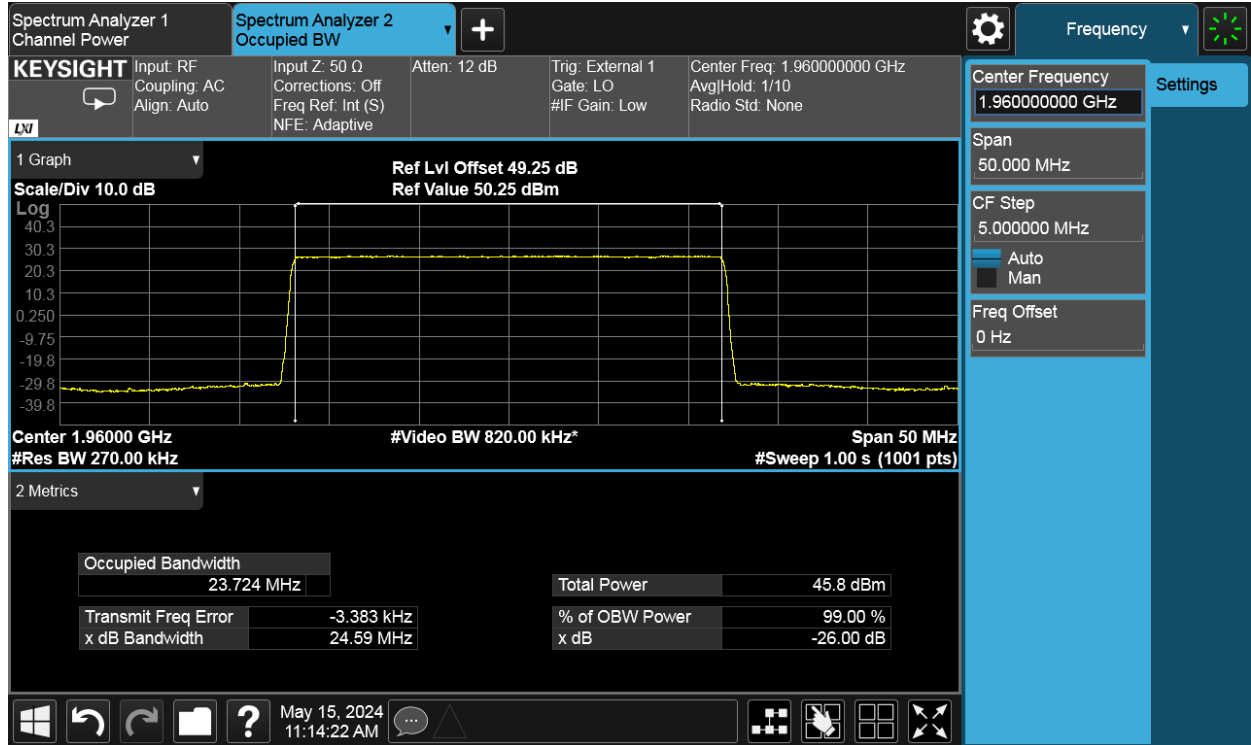 Spectrum Analyzer 1
Channel Power
Spectrum Analyzer 2
Occupied BW
Frequency
KEYSIGHT
LXI
Input: RF
Coupling: AC
Align: Auto
Input Z: 50 Ω
Corrections: Off
Freq Ref: Int (S)
NFE: Adaptive
Atten: 12 dB
Trig: External 1
Gate: LO
#IF Gain: Low
Center Freq: 1.960000000 GHz
Avg|Hold: 1/10
Radio Std: None
Center Frequency
1.960000000 GHz
Settings
Span
50.000 MHz
CF Step
5.000000 MHz
Auto
Man
Freq Offset
0 Hz
1 Graph
Scale/Div 10.0 dB
Ref Lvl Offset 49.25 dB
Ref Value 50.25 dBm
Log
40.3
30.3
20.3
10.3
0.250
-9.75
-19.8
-29.8
-39.8
Center 1.96000 GHz
#Video BW 820.00 kHz*
Span 50 MHz
#Res BW 270.00 kHz
#Sweep 1.00 s (1001 pts)
2 Metrics
Occupied Bandwidth
23.724 MHz
Total Power 45.8 dBm
Transmit Freq Error -3.383 kHz
% of OBW Power 99.00 %
x dB Bandwidth 24.59 MHz
x dB -26.00 dB
?
May 15, 2024
11:14:22 AM